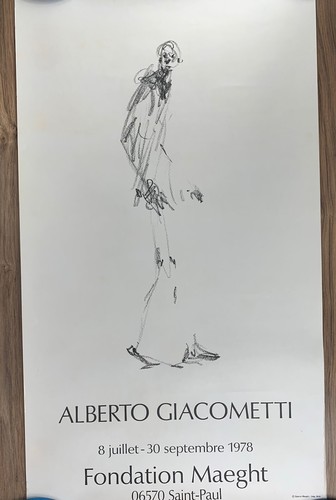 ALBERTO GIACOMETTI
8 juillet - 30 septembre 1978
Fondation Maeght
06570 Saint-Paul